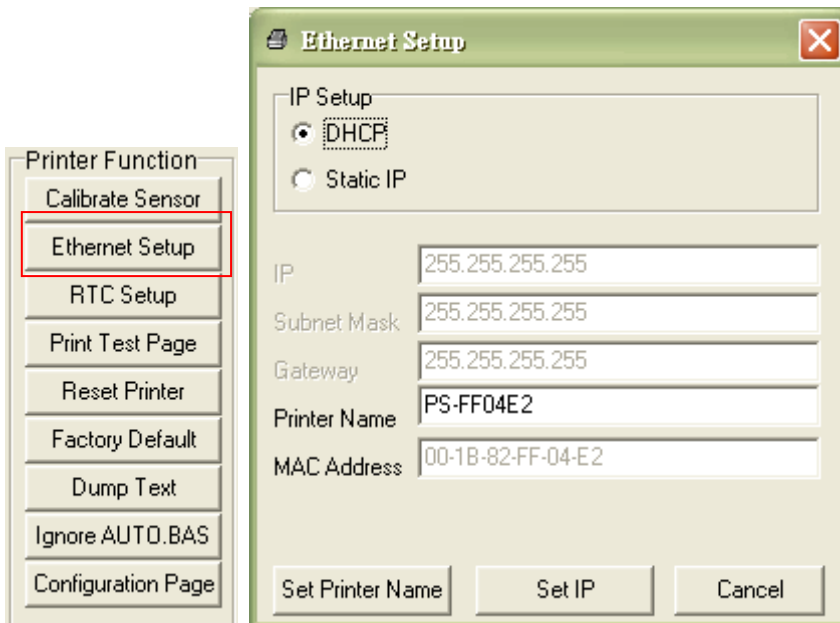 Printer Function
Calibrate Sensor
Ethernet Setup
RTC Setup
Print Test Page
Reset Printer
Factory Default
Dump Text
Ignore AUTO.BAS
Configuration Page
Ethernet Setup
IP Setup
DHCP
Static IP
IP 255.255.255.255
Subnet Mask 255.255.255.255
Gateway 255.255.255.255
Printer Name PS-FF04E2
MAC Address 00-1B-82-FF-04-E2
Set Printer Name Set IP Cancel